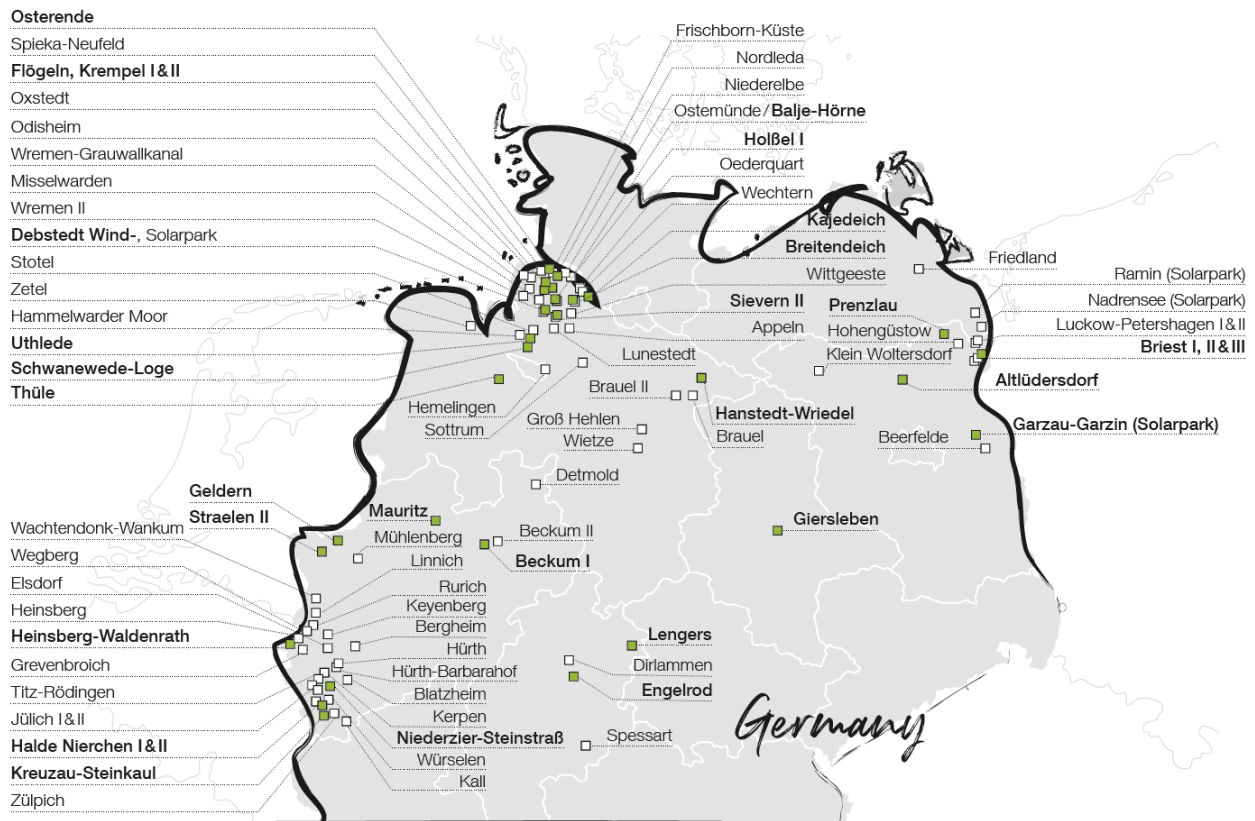 Osterende
Spieka-Neufeld
Flögeln, Krempel I & II
Oxstedt
Odisheim
Wremen-Grauwallkanal
Misselwarden
Wremen II
Debstedt Wind-, Solarpark
Stotel
Zetel
Hammelwarder Moor
Uthlede
Schwanewede-Loge
Thüle
Frischborn-Küste
Nordleda
Niederelbe
Ostemünde / Balje-Hörne
Holßel I
Oederquart
Wechtern
Kajedeich
Breitendeich
Wittgeeste
Sievern II
Appeln
Lunestedt
Brauel II
Hemelingen
Sottrum
Groß Hehlen
Wietze
Hanstedt-Wriedel
Brauel
Detmold
Friedland
Ramin (Solarpark)
Nadrensee (Solarpark)
Luckow-Petershagen I & II
Briest I, II & III
Prenzlau
Hohengüstow
Klein Woltersdorf
Altlüdersdorf
Garzau-Garzin (Solarpark)
Beerfelde
Giersleben
Geldern
Straelen II
Mauritz
Mühlenberg
Beckum II
Beckum I
Wachtendonk-Wankum
Wegberg
Elsdorf
Heinsberg
Heinsberg-Waldenrath
Grevenbroich
Titz-Rödingen
Jülich I & II
Halde Nierchen I & II
Kreuzau-Steinkaul
Zülpich
Linnich
Rurich
Keyenberg
Bergheim
Hürth
Hürth-Barbarahof
Blatzheim
Kerpen
Niederzier-Steinstraß
Würselen
Kall
Lengers
Dirlammen
Engelrod
Spessart
Germany